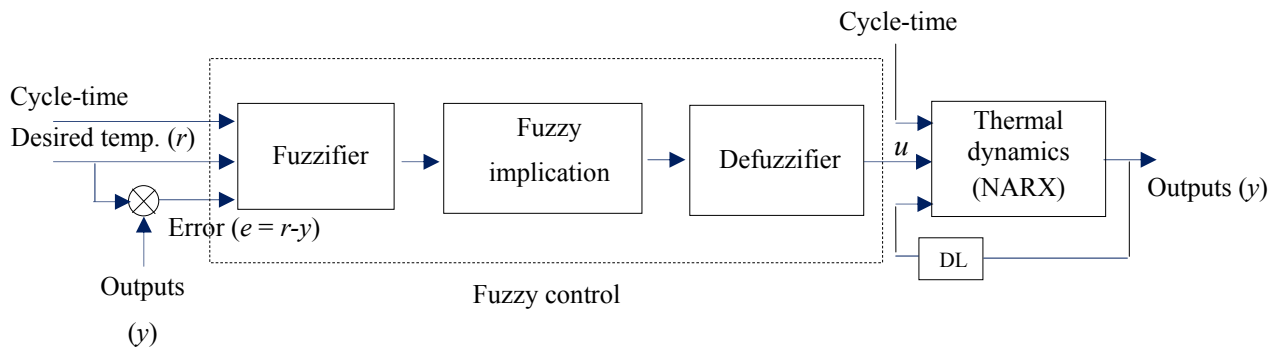 Cycle-time
Cycle-time
Desired temp. (r)
Fuzzifier
Fuzzy
implication
Defuzzifier
u
Thermal
dynamics
(NARX)
Outputs (y)
Error (e = r-y)
DL
Outputs
(y)
Fuzzy control